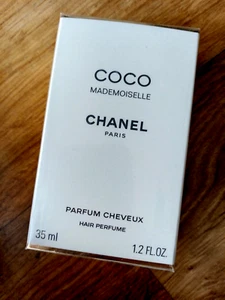 COCO
MADEMOISELLE
CHANEL
PARIS
PARFUM CHEVEUX
HAIR PERFUME
35 ml 1.2 FL.OZ.